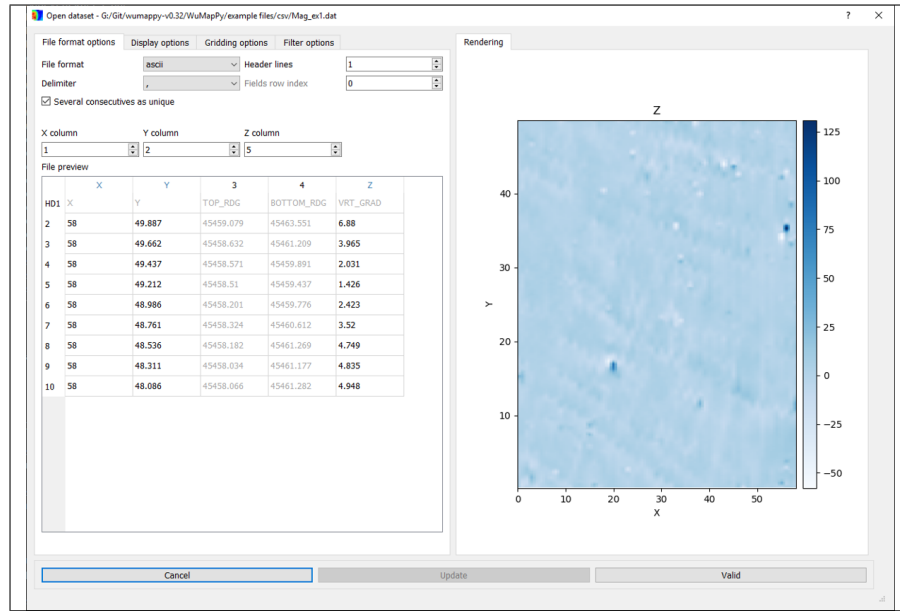 Open dataset - G:/Git/wumappy-v0.32/WuMapPy/example files/csv/Mag_ex1.dat ? ×
File format options Display options Gridding options Filter options
File format ascii Header lines 1
Delimiter , Fields row index 0
Several consecutives as unique
X column Y column Z column
1 2 5
File preview
X Y 3 4 Z
HD1 X Y TOP_RDG BOTTOM_RDG VRT_GRAD
2 58 49.887 45459.079 45463.551 6.88
3 58 49.662 45458.632 45461.209 3.965
4 58 49.437 45458.571 45459.891 2.031
5 58 49.212 45458.51 45459.437 1.426
6 58 48.986 45458.201 45459.776 2.423
7 58 48.761 45458.324 45460.612 3.52
8 58 48.536 45458.182 45461.269 4.749
9 58 48.311 45458.034 45461.177 4.835
10 58 48.086 45458.066 45461.282 4.948
Rendering
Z
40
30
20
10
Y
0 10 20 30 40 50
X
125
100
75
50
25
0
−25
−50
Cancel Update Valid